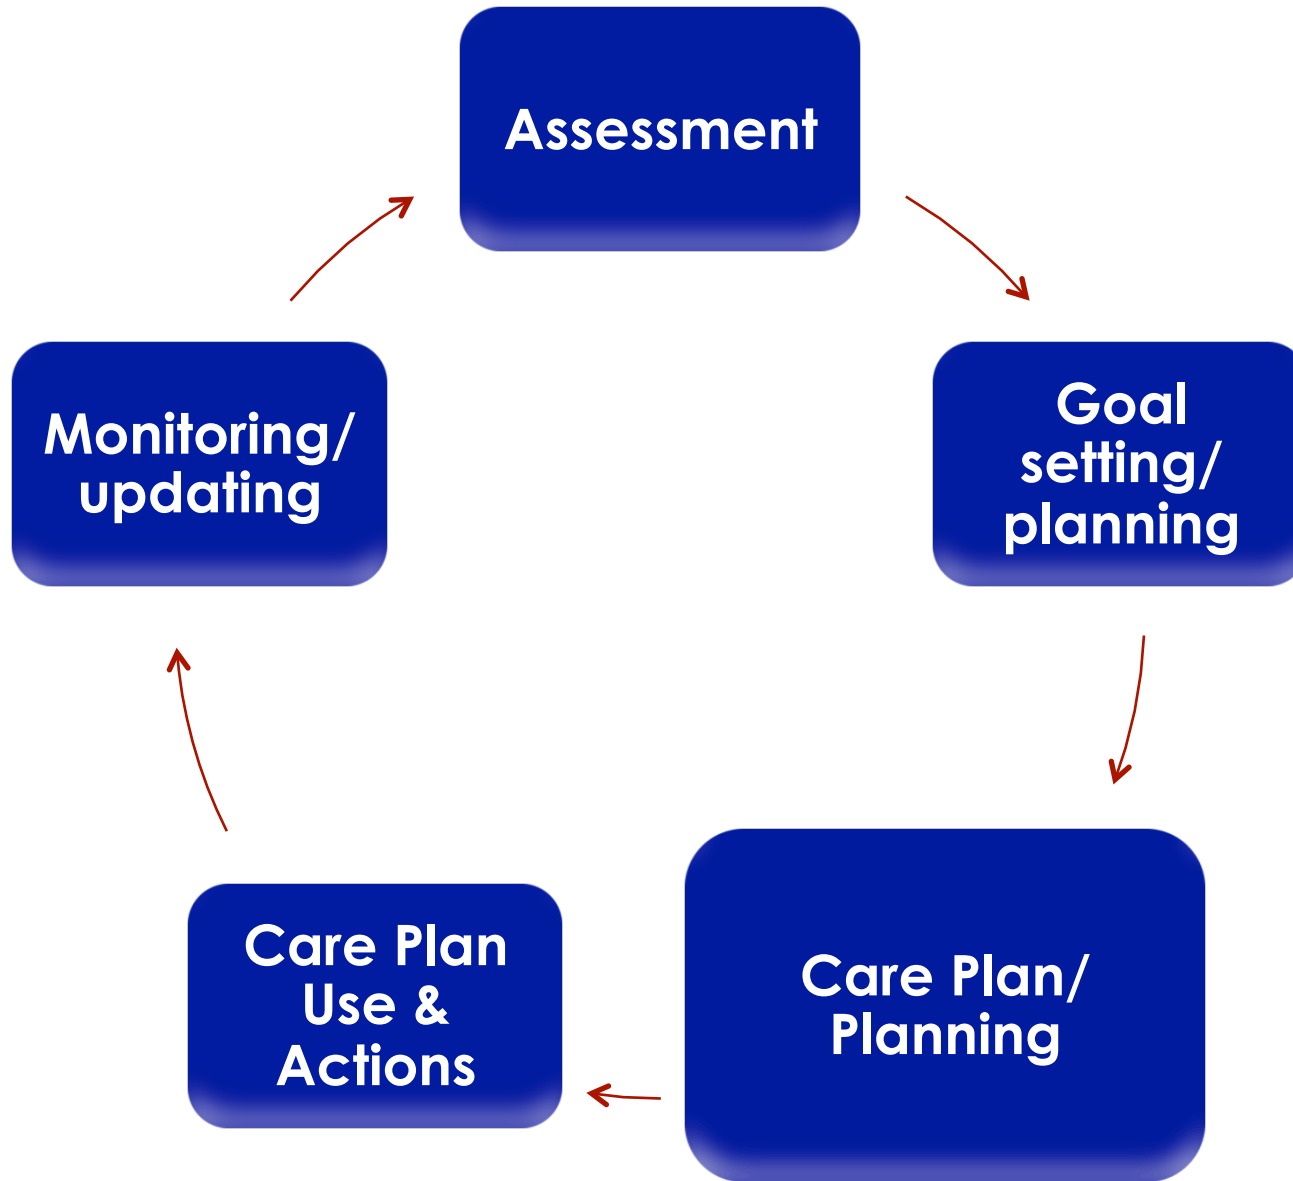 Assessment
Goal
setting/
planning
Care Plan/
Planning
Care Plan
Use &
Actions
Monitoring/
updating